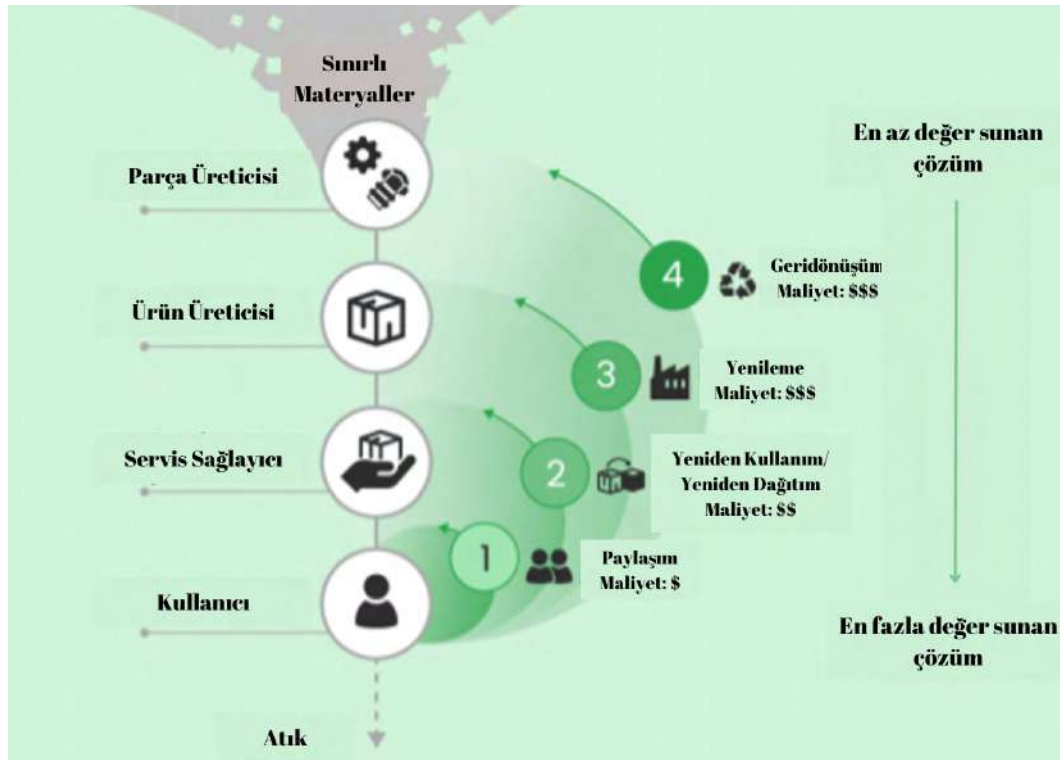 Sınırlı
Materyaller
En az değer sunan
çözüm
Parça Üreticisi
4
Geridönüşüm
Maliyet: $$$
Ürün Üreticisi
3
Yenileme
Maliyet: $$$
Servis Sağlayıcı
2
Yeniden Kullanım/
Yeniden Dağıtım
Maliyet: $$
1
Paylaşım
Maliyet: $
Kullanıcı
En fazla değer sunan
çözüm
Atık